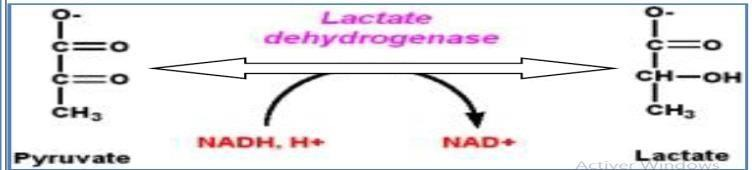 O-
C=O
C=O
CH₃
Pyruvate
Lactate
dehydrogenase
NADH, H+
NAD+
O-
C=O
CH-OH
CH₃
Lactate
Activer Windows